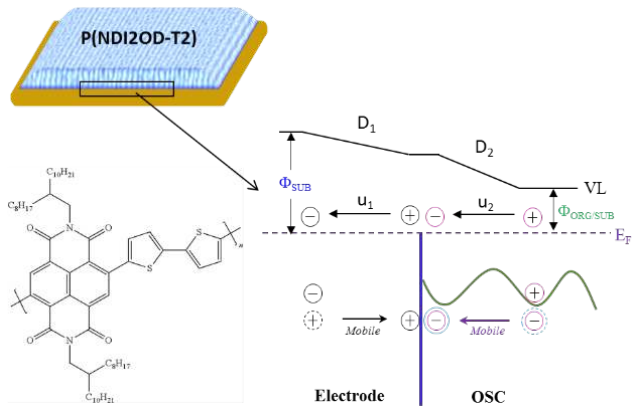 P(NDI2OD-T2)
D1
D2
ΦSUB
VL
u1
u2
ΦORG/SUB
− + − +
EF
C10H21
C8H17
O N O
S
S
n
O N O
C8H17
C10H21
−
+
+
−
+
−
Mobile
Mobile
Electrode
OSC